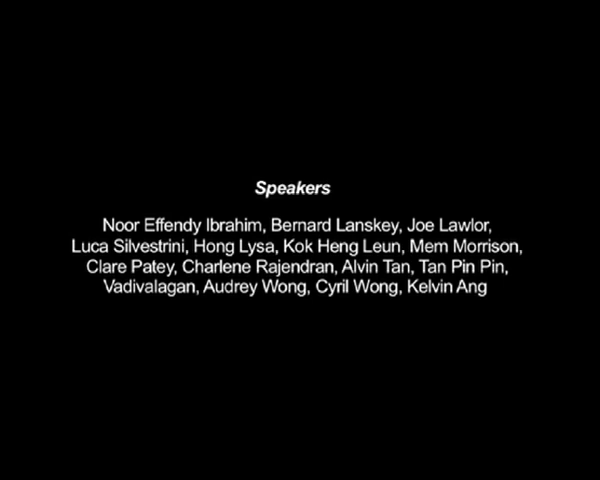 Speakers
Noor Effendy Ibrahim, Bernard Lanskey, Joe Lawlor,
Luca Silvestrini, Hong Lysa, Kok Heng Leun, Mem Morrison,
Clare Patey, Charlene Rajendran, Alvin Tan, Tan Pin Pin,
Vadivalagan, Audrey Wong, Cyril Wong, Kelvin Ang